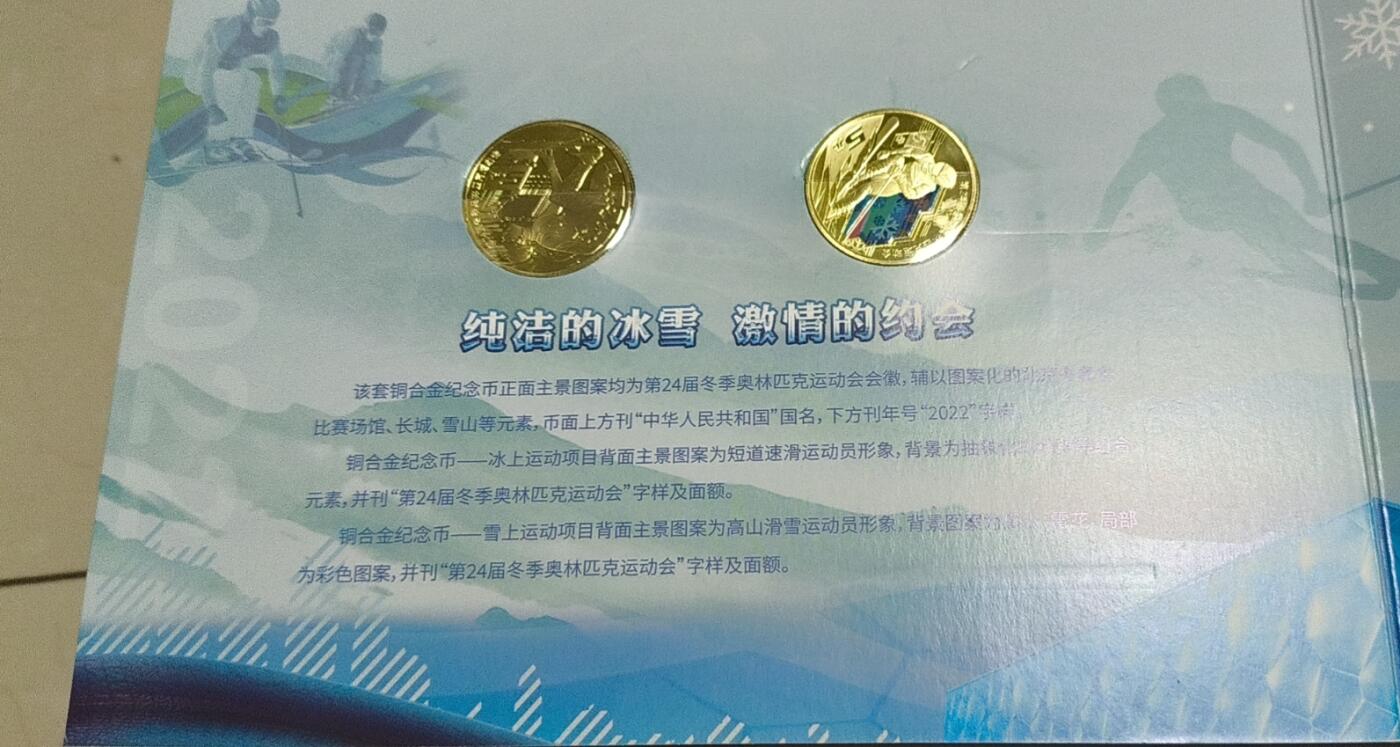 纯洁的冰雪 激情的约会
该套铜合金纪念币正面主景图案均为第24届冬季奥林匹克运动会会徽，辅以图案化的
比赛场馆、长城、雪山等元素，币面上方刊“中华人民共和国”国名，下方刊年号“2022”字样。
铜合金纪念币——冰上运动项目背面主景图案为短道速滑运动员形象，背景为抽象
元素，并刊“第24届冬季奥林匹克运动会”字样及面额。
铜合金纪念币——雪上运动项目背面主景图案为高山滑雪运动员形象，背景图案 雪花，局部
为彩色图案，并刊“第24届冬季奥林匹克运动会”字样及面额。